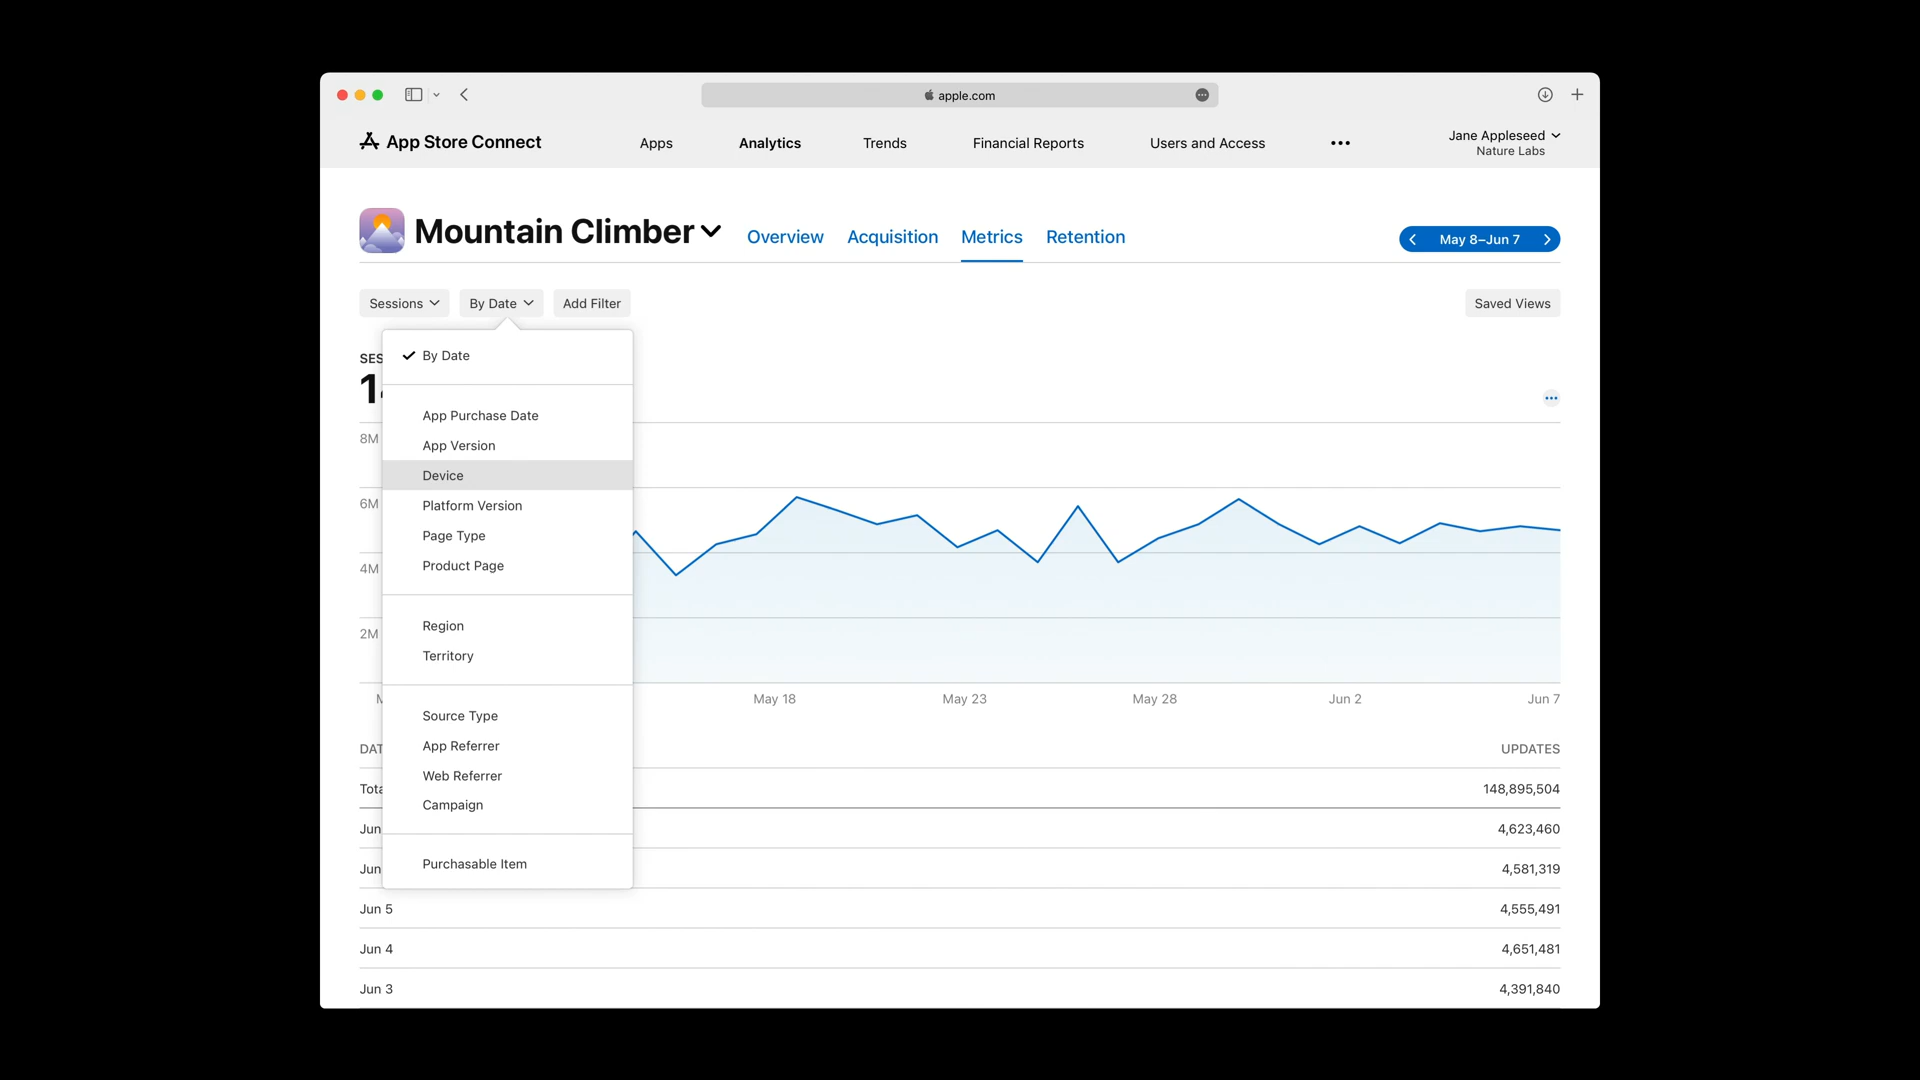 apple.com
App Store Connect Apps Analytics Trends Financial Reports Users and Access ••• Jane Appleseed
Nature Labs
Mountain Climber Overview Acquisition Metrics Retention May 8–Jun 7
Sessions By Date Add Filter Saved Views
By Date
App Purchase Date
8M
App Version
Device
6M
Platform Version
Page Type
4M
Product Page
Region
2M
Territory
May 18 May 23 May 28 Jun 2 Jun 7
Source Type
App Referrer
UPDATES
Web Referrer
148,895,504
Campaign
Jun 4,623,460
Purchasable Item
Jun 4,581,319
Jun 5 4,555,491
Jun 4 4,651,481
Jun 3 4,391,840